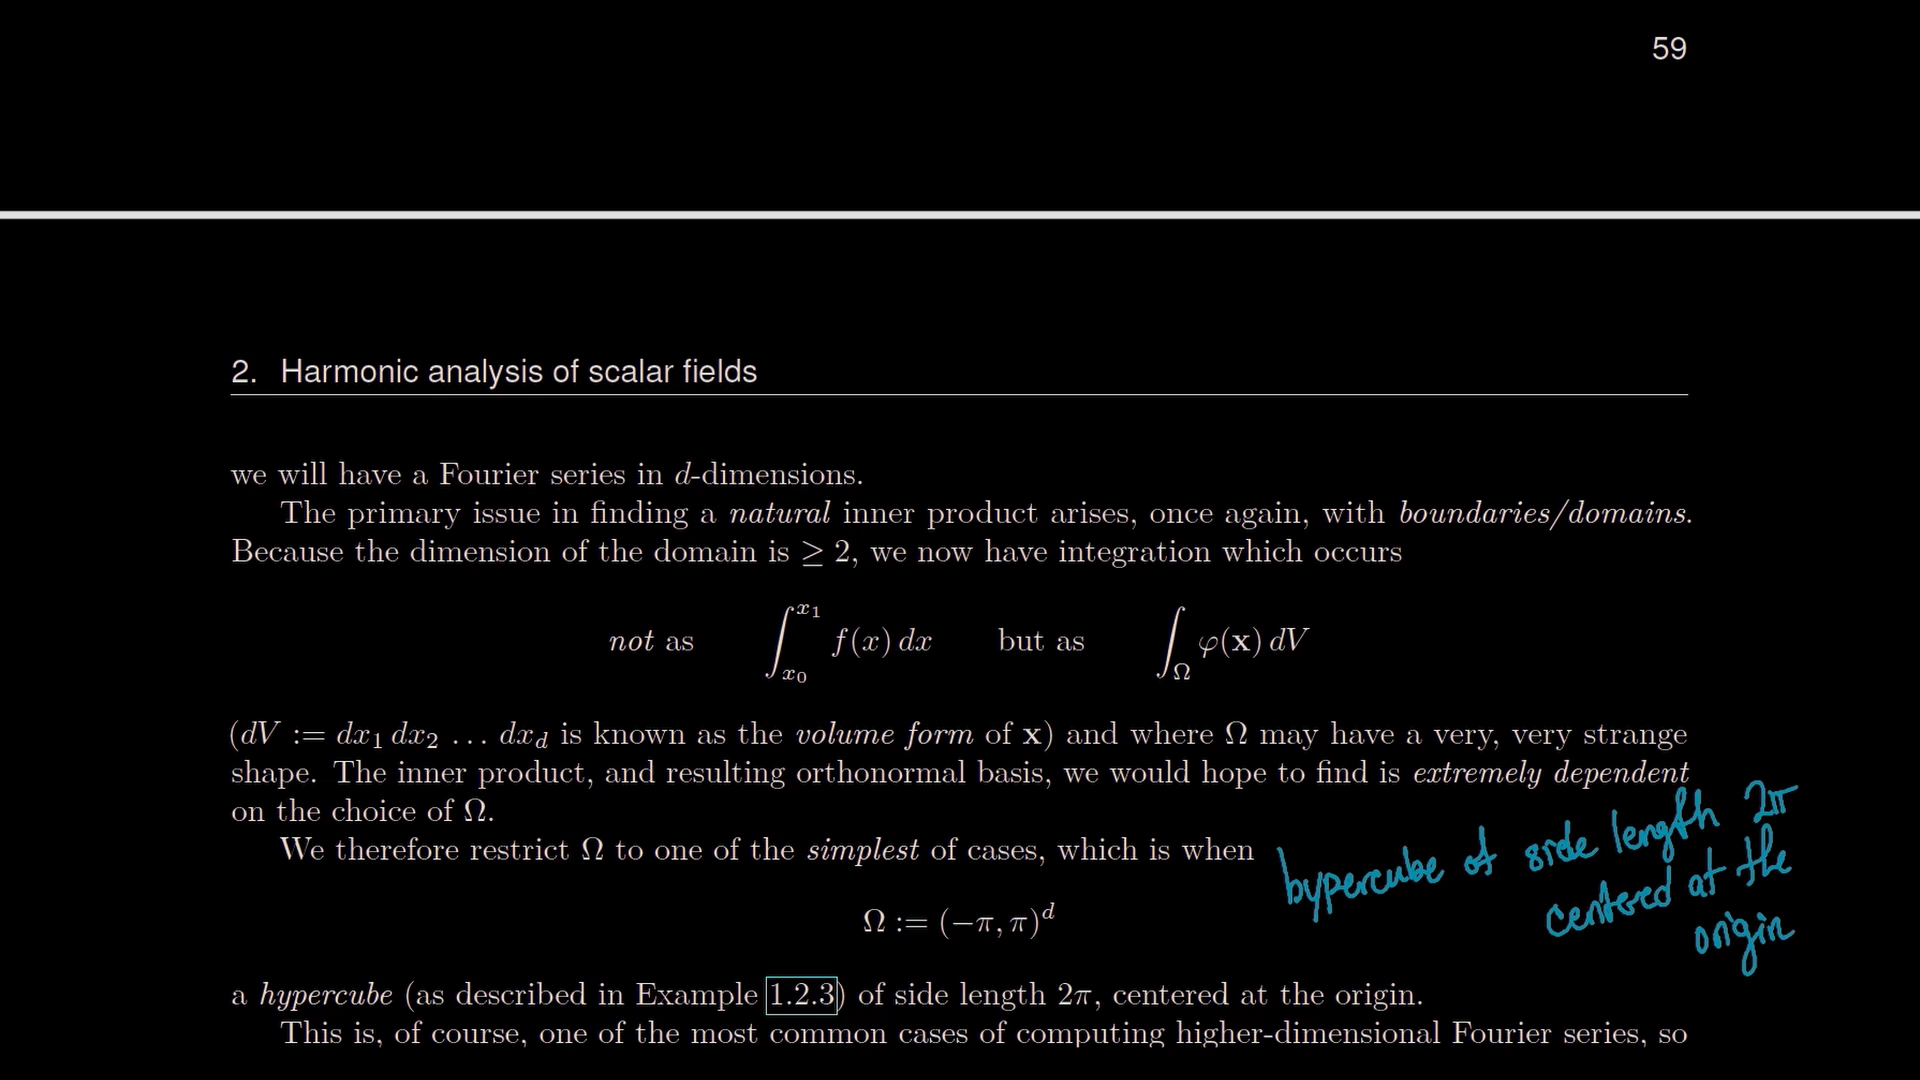 59
2. Harmonic analysis of scalar fields
we will have a Fourier series in d-dimensions.
The primary issue in finding a natural inner product arises, once again, with boundaries/domains.
Because the dimension of the domain is ≥ 2, we now have integration which occurs
not as ∫_{x₀}^{x₁} f(x) dx but as ∫_Ω φ(𝐱) dV
(dV := dx₁ dx₂ … dx_d is known as the volume form of 𝐱) and where Ω may have a very, very strange
shape. The inner product, and resulting orthonormal basis, we would hope to find is extremely dependent
on the choice of Ω.
We therefore restrict Ω to one of the simplest of cases, which is when
hypercube of side length 2π
centered at the
origin
Ω := (−π, π)^d
a hypercube (as described in Example 1.2.3) of side length 2π, centered at the origin.
This is, of course, one of the most common cases of computing higher-dimensional Fourier series, so